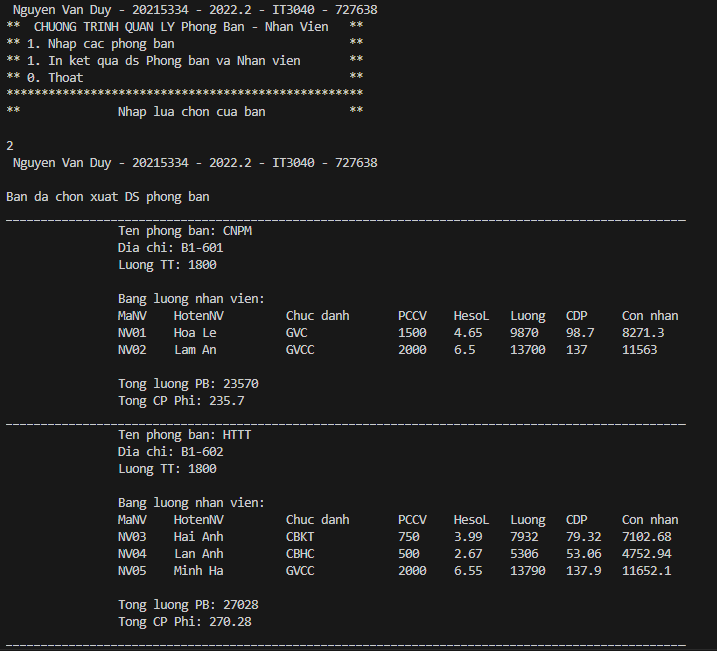 Nguyen Van Duy - 20215334 - 2022.2 - IT3040 - 727638
** CHUONG TRINH QUAN LY Phong Ban - Nhan Vien **
** 1. Nhap cac phong ban **
** 1. In ket qua ds Phong ban va Nhan vien **
** 0. Thoat **
***************************************************
** Nhap lua chon cua ban **
2
Nguyen Van Duy - 20215334 - 2022.2 - IT3040 - 727638
Ban da chon xuat DS phong ban
Ten phong ban: CNPM
Dia chi: B1-601
Luong TT: 1800
Bang luong nhan vien:
MaNV HotenNV Chuc danh PCCV HesoL Luong CDP Con nhan
NV01 Hoa Le GVC 1500 4.65 9870 98.7 8271.3
NV02 Lam An GVCC 2000 6.5 13700 137 11563
Tong luong PB: 23570
Tong CP Phi: 235.7
Ten phong ban: HTTT
Dia chi: B1-602
Luong TT: 1800
Bang luong nhan vien:
MaNV HotenNV Chuc danh PCCV HesoL Luong CDP Con nhan
NV03 Hai Anh CBKT 750 3.99 7932 79.32 7102.68
NV04 Lan Anh CBHC 500 2.67 5306 53.06 4752.94
NV05 Minh Ha GVCC 2000 6.55 13790 137.9 11652.1
Tong luong PB: 27028
Tong CP Phi: 270.28